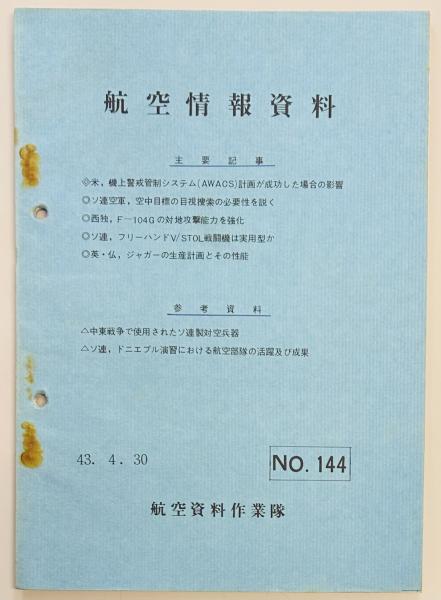 航空情報資料
主要記事
◎米,機上警戒管制システム(AWACS)計画が成功した場合の影響
◎ソ連空軍,空中目標の目視捜索の必要性を説く
◎西独,F-104Gの対地攻撃能力を強化
◎ソ連,フリーハンドV/STOL戦闘機は実用型か
◎英・仏,ジャガーの生産計画とその性能
参考資料
△中東戦争で使用されたソ連製対空兵器
△ソ連,ドニエプル演習における航空部隊の活躍及び成果
43. 4. 30
NO. 144
航空資料作業隊